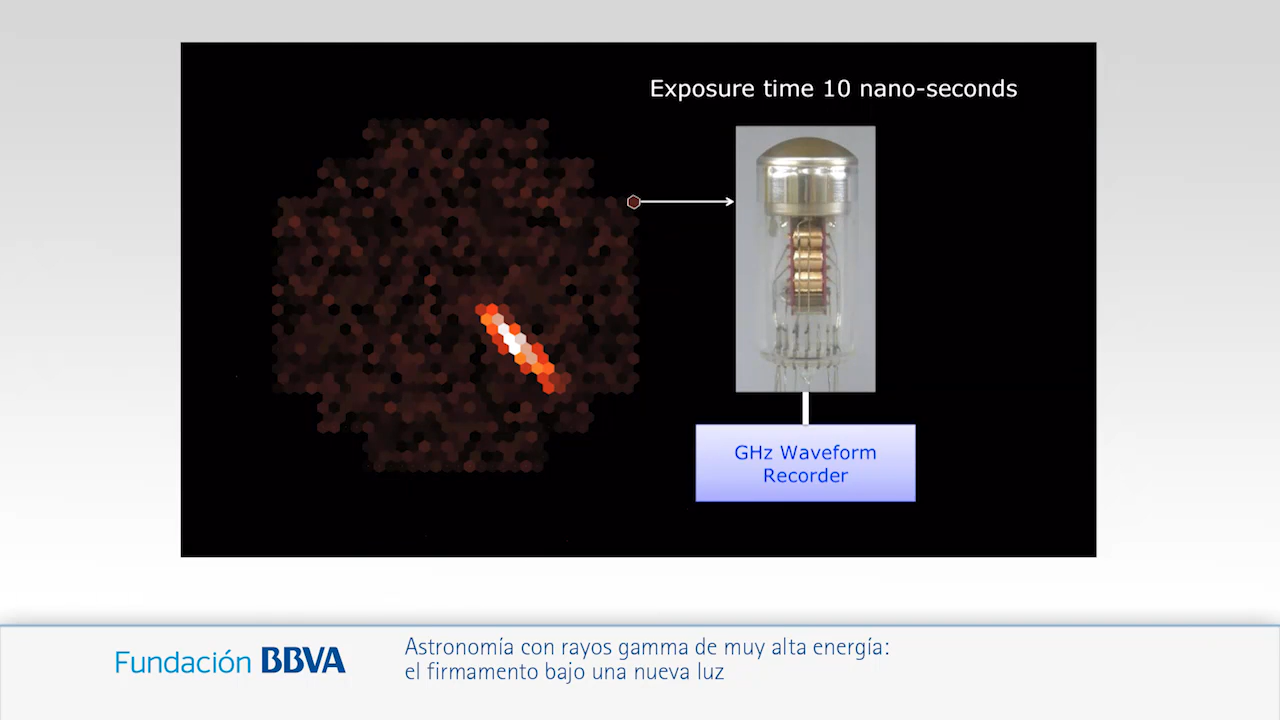 Exposure time 10 nano-seconds
GHz Waveform
Recorder
Fundación BBVA
Astronomía con rayos gamma de muy alta energía:
el firmamento bajo una nueva luz